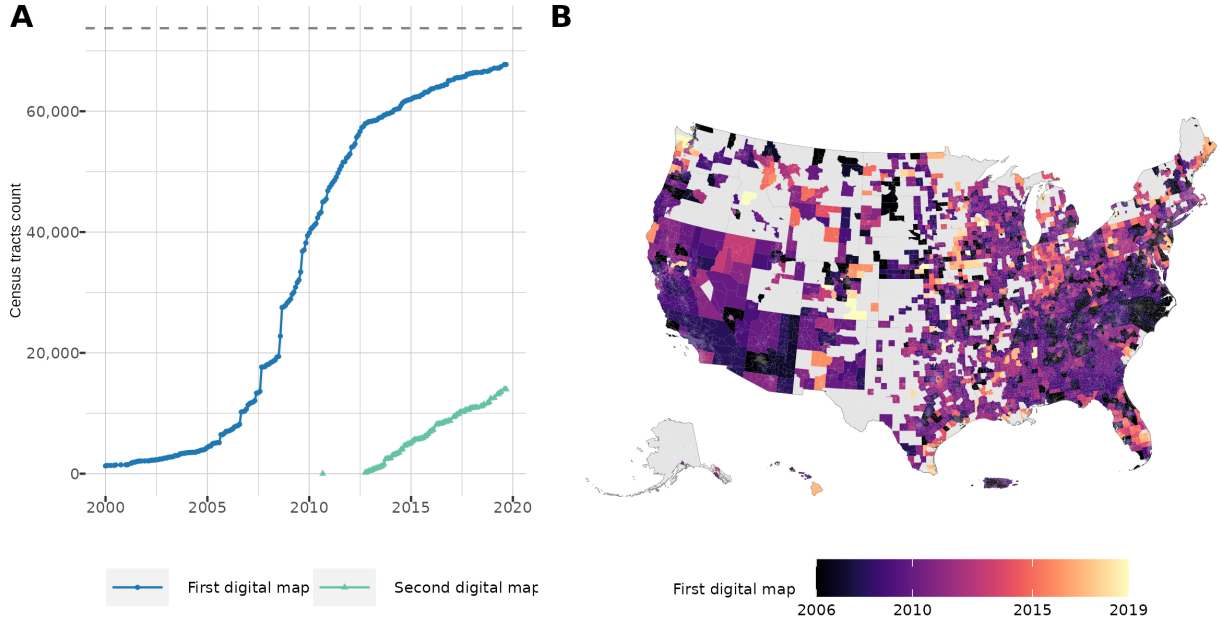 A
B
Census tracts count
60,000
40,000
20,000
0
2000
2005
2010
2015
2020
First digital map
Second digital map
First digital map
2006
2010
2015
2019